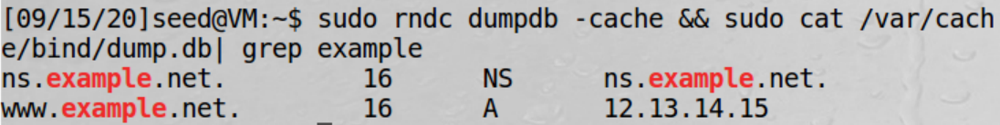 [09/15/20]seed@VM:~$ sudo rndc dumpdb -cache && sudo cat /var/cach
e/bind/dump.db| grep example
ns.example.net.          16      NS      ns.example.net.
www.example.net.         16      A       12.13.14.15